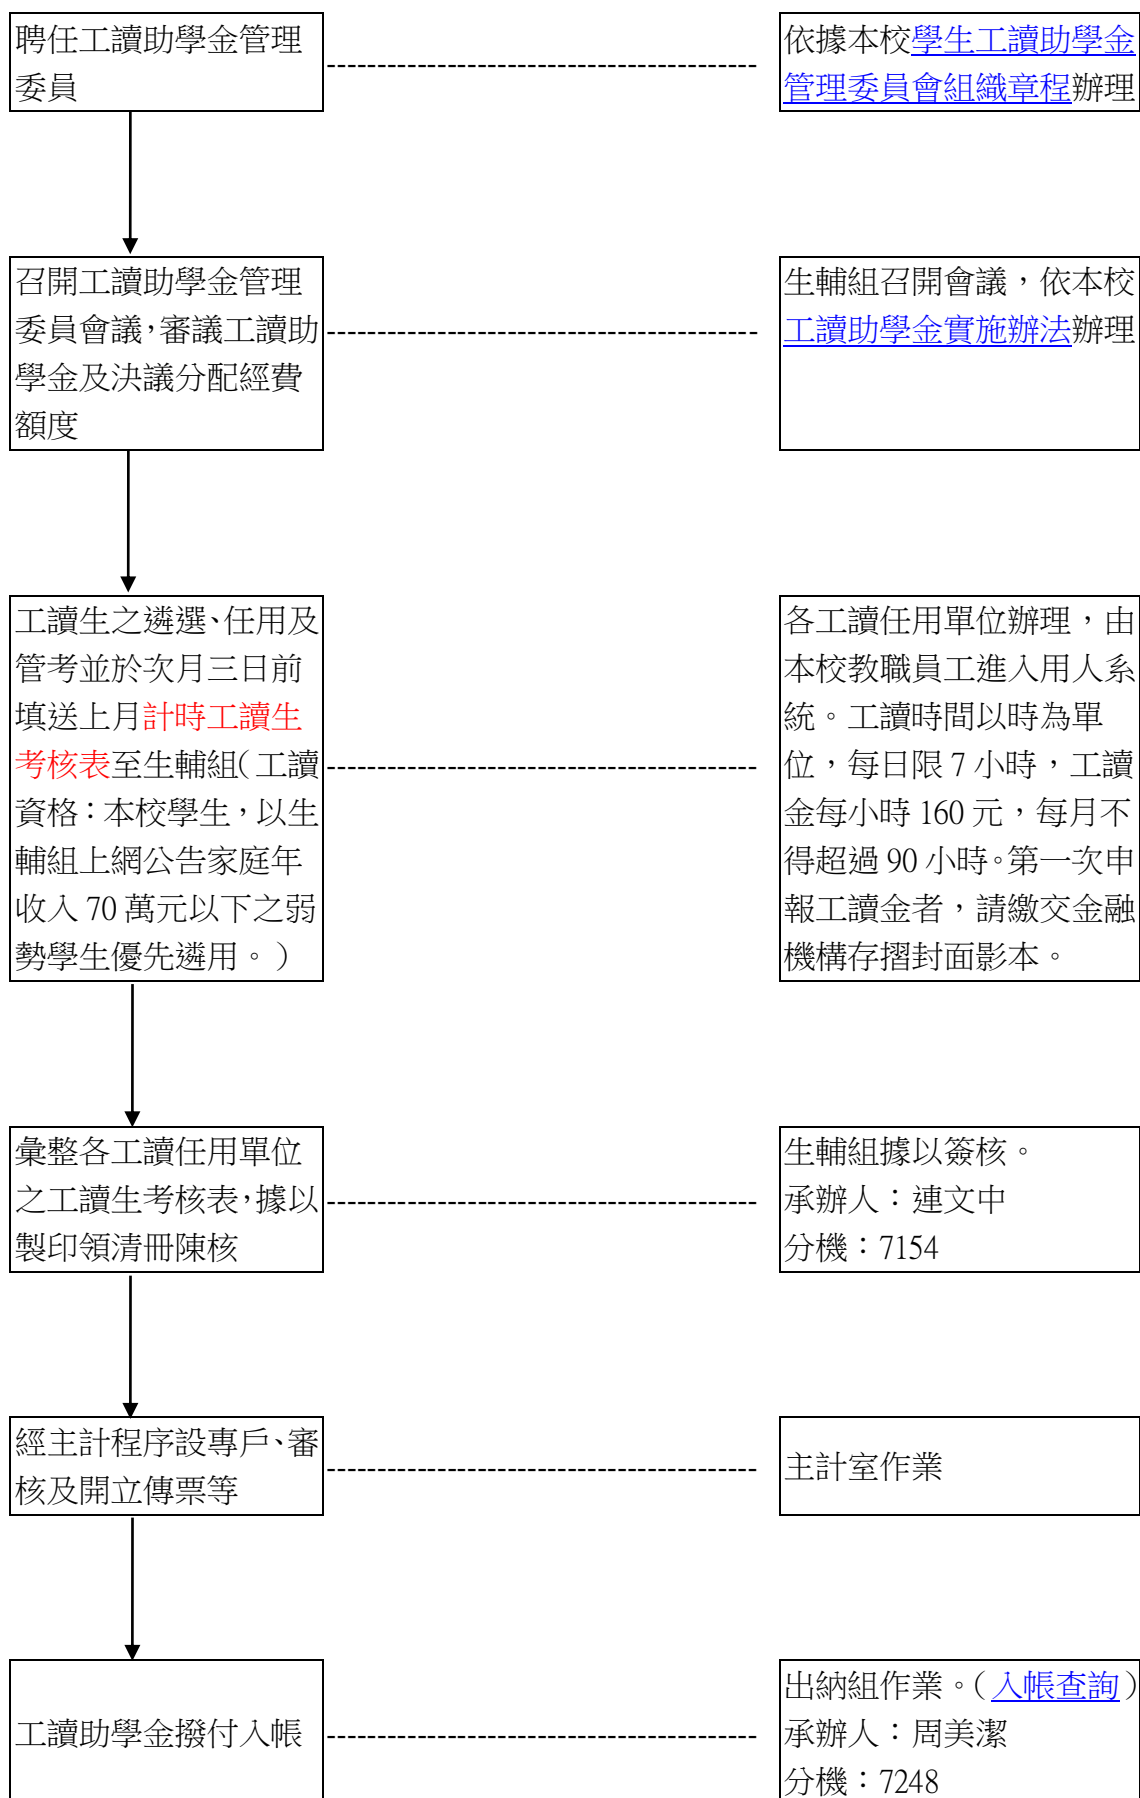 聘任工讀助學金管理
委員
依據本校學生工讀助學金
管理委員會組織章程辦理
召開工讀助學金管理
委員會議，審議工讀助
學金及決議分配經費
額度
生輔組召開會議，依本校
工讀助學金實施辦法辦理
工讀生之遴選、任用及
管考並於次月三日前
填送上月計時工讀生
考核表至生輔組（工讀
資格：本校學生，以生
輔組上網公告家庭年
收入 70 萬元以下之弱
勢學生優先遴用。）
各工讀任用單位辦理，由
本校教職員工進入用人系
統。工讀時間以時為單
位，每日限 7 小時，工讀
金每小時 160 元，每月不
得超過 90 小時。第一次申
報工讀金者，請繳交金融
機構存摺封面影本。
彙整各工讀任用單位
之工讀生考核表，據以
製印領清冊陳核
生輔組據以簽核。
承辦人：連文中
分機：7154
經主計程序設專戶、審
核及開立傳票等
主計室作業
工讀助學金撥付入帳
出納組作業。（入帳查詢）
承辦人：周美潔
分機：7248